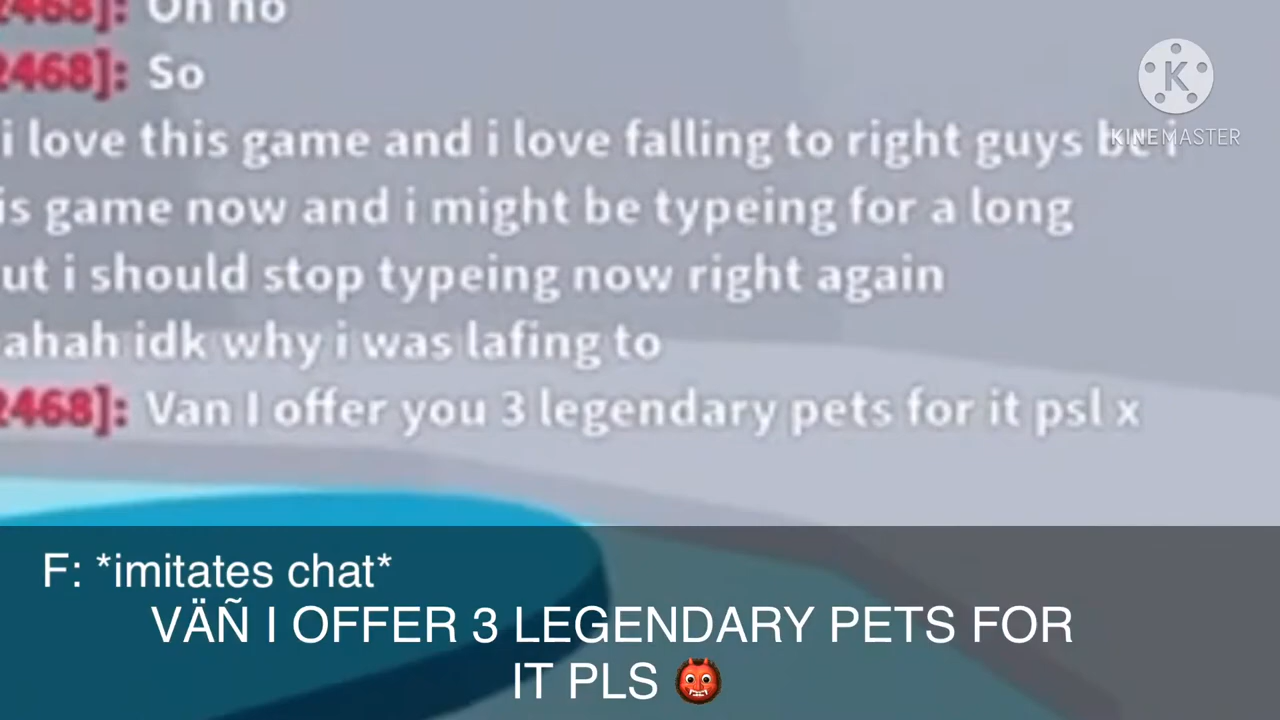 2468]: Oh no
2468]: So
i love this game and i love falling to right guys bc i
is game now and i might be typeing for a long
ut i should stop typeing now right again
ahah idk why i was lafing to
2468]: Van I offer you 3 legendary pets for it psl x
K
KINEMASTER
F: *imitates chat*
VÄÑ I OFFER 3 LEGENDARY PETS FOR
IT PLS 👹